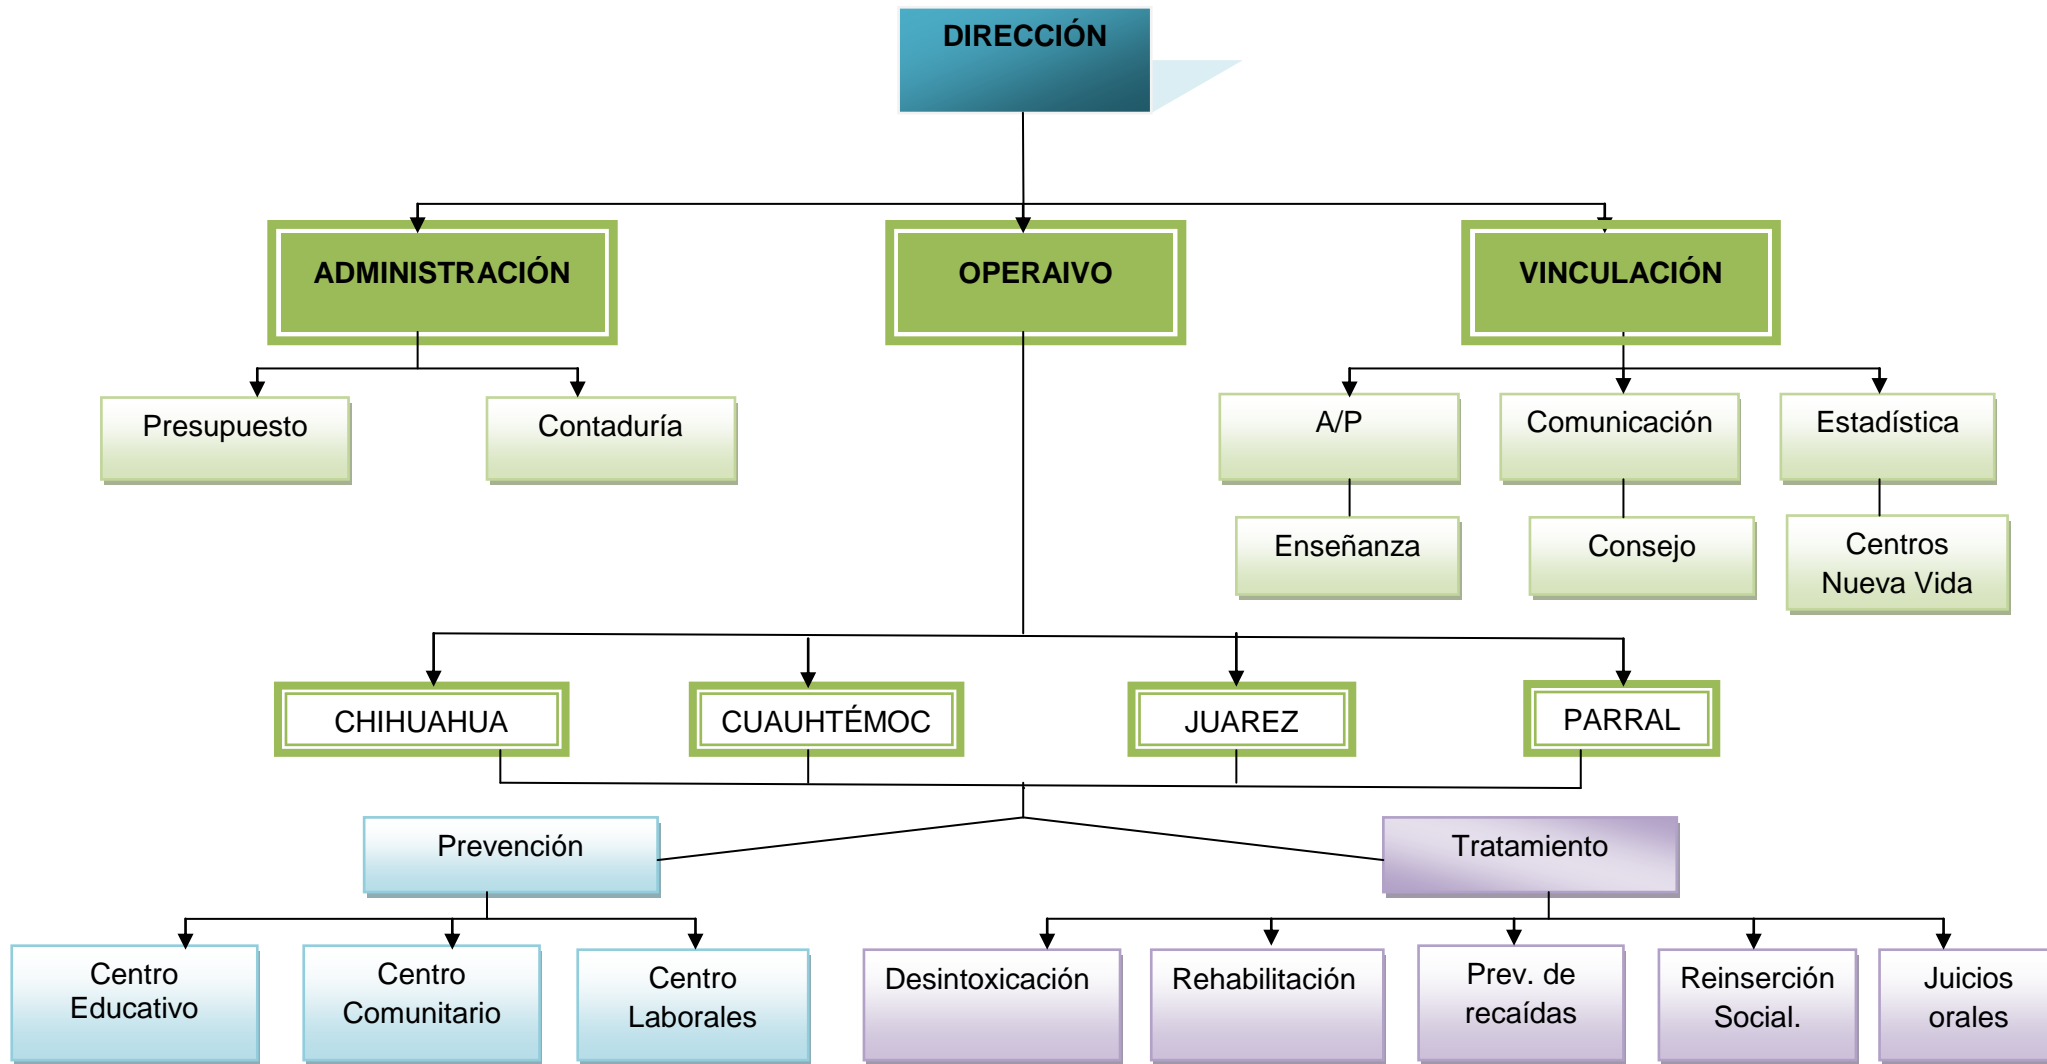 DIRECCIÓN
ADMINISTRACIÓN
OPERAIVO
VINCULACIÓN
Presupuesto
Contaduría
A/P
Comunicación
Estadística
Enseñanza
Consejo
Centros
Nueva Vida
CHIHUAHUA
CUAUHTÉMOC
JUAREZ
PARRAL
Prevención
Tratamiento
Centro
Educativo
Centro
Comunitario
Centro
Laborales
Desintoxicación
Rehabilitación
Prev. de
recaídas
Reinserción
Social.
Juicios
orales